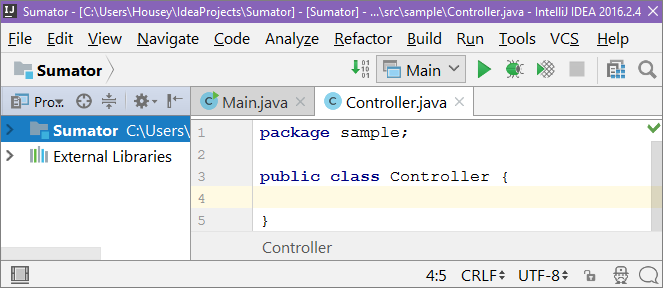 Sumator - [C:\Users\Housey\IdeaProjects\Sumator] - [Sumator] - ...\src\sample\Controller.java - IntelliJ IDEA 2016.2.4
File Edit View Navigate Code Analyze Refactor Build Run Tools VCS Help
Sumator Main
Pro... Main.java Controller.java
Sumator C:\Users\
External Libraries
1 package sample;
2
3 public class Controller {
4
5 }
Controller
4:5 CRLF UTF-8